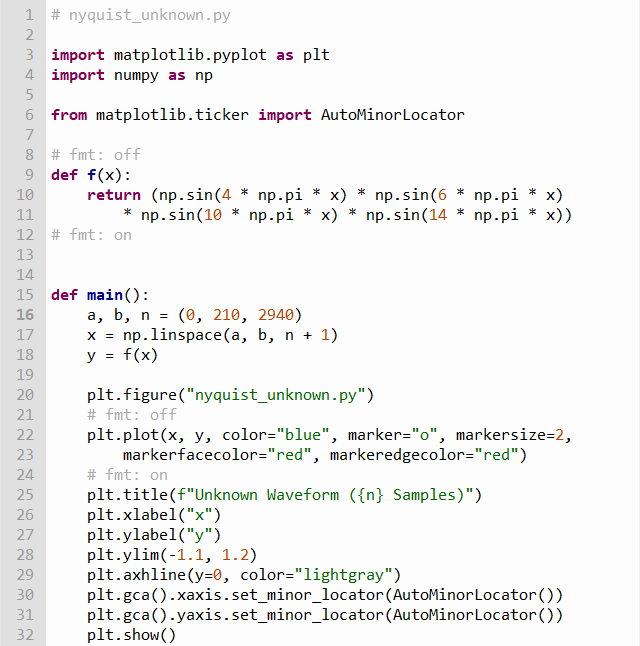 1 # nyquist_unknown.py
2
3 import matplotlib.pyplot as plt
4 import numpy as np
5
6 from matplotlib.ticker import AutoMinorLocator
7
8 # fmt: off
9 def f(x):
10     return (np.sin(4 * np.pi * x) * np.sin(6 * np.pi * x)
11         * np.sin(10 * np.pi * x) * np.sin(14 * np.pi * x))
12 # fmt: on
13
14
15 def main():
16     a, b, n = (0, 210, 2940)
17     x = np.linspace(a, b, n + 1)
18     y = f(x)
19
20     plt.figure("nyquist_unknown.py")
21     # fmt: off
22     plt.plot(x, y, color="blue", marker="o", markersize=2,
23         markerfacecolor="red", markeredgecolor="red")
24     # fmt: on
25     plt.title(f"Unknown Waveform ({n} Samples)")
26     plt.xlabel("x")
27     plt.ylabel("y")
28     plt.ylim(-1.1, 1.2)
29     plt.axhline(y=0, color="lightgray")
30     plt.gca().xaxis.set_minor_locator(AutoMinorLocator())
31     plt.gca().yaxis.set_minor_locator(AutoMinorLocator())
32     plt.show()